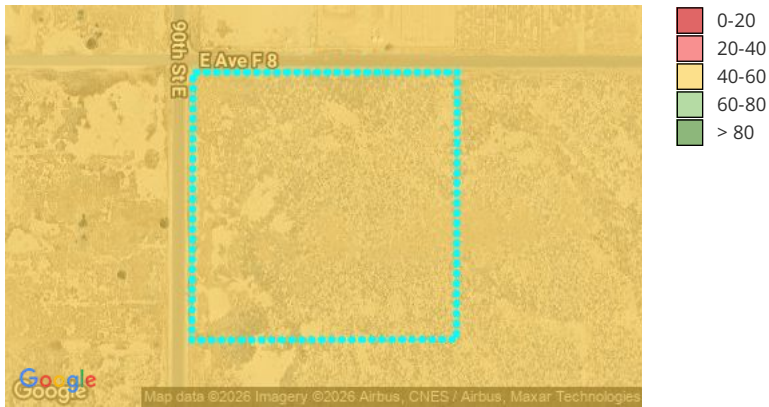 90th St E
E Ave F 8
Google
Google
Map data ©2026 Imagery ©2026 Airbus, CNES / Airbus, Maxar Technologies
0-20
20-40
40-60
60-80
> 80